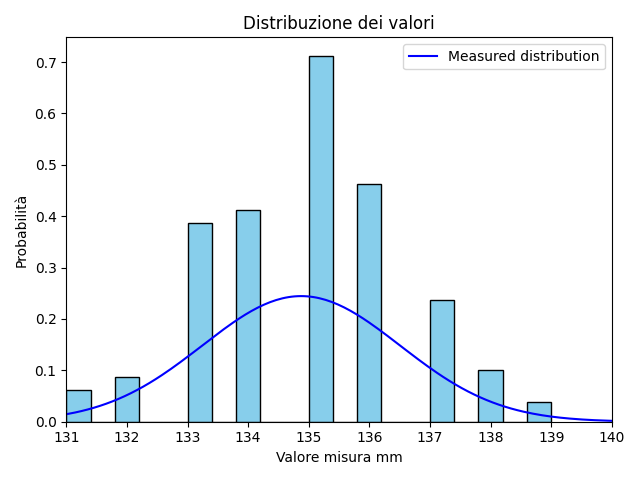 Distribuzione dei valori
Measured distribution
Probabilità
0.7
0.6
0.5
0.4
0.3
0.2
0.1
0.0
131 132 133 134 135 136 137 138 139 140
Valore misura mm